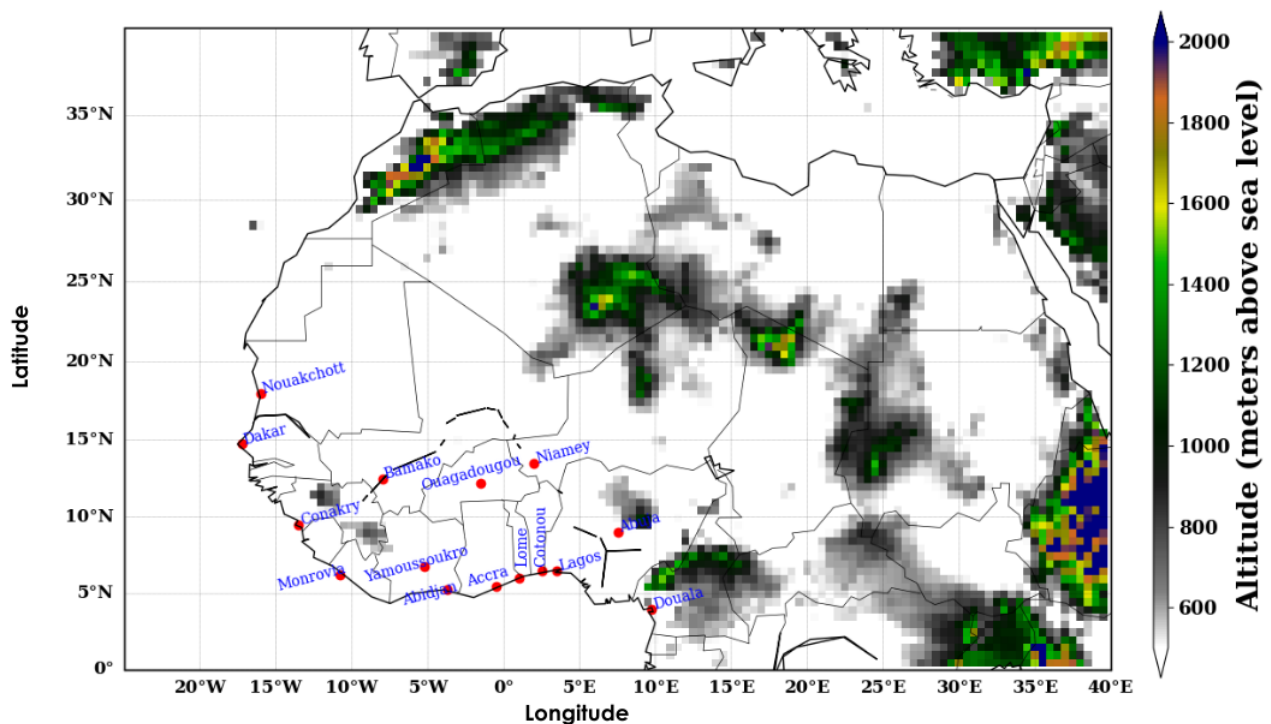 35°N
30°N
25°N
20°N
15°N
10°N
5°N
0°
Latitude
Nouakchott
Dakar
Bamako
Niamey
Ouagadougou
Conakry
Abuja
Lome
Cotonou
Monrovia
Yamoussoukro
Abidjan
Accra
Lagos
Douala
20°W 15°W 10°W 5°W 0° 5°E 10°E 15°E 20°E 25°E 30°E 35°E 40°E
Longitude
2000
1800
1600
1400
1200
1000
800
600
Altitude (meters above sea level)